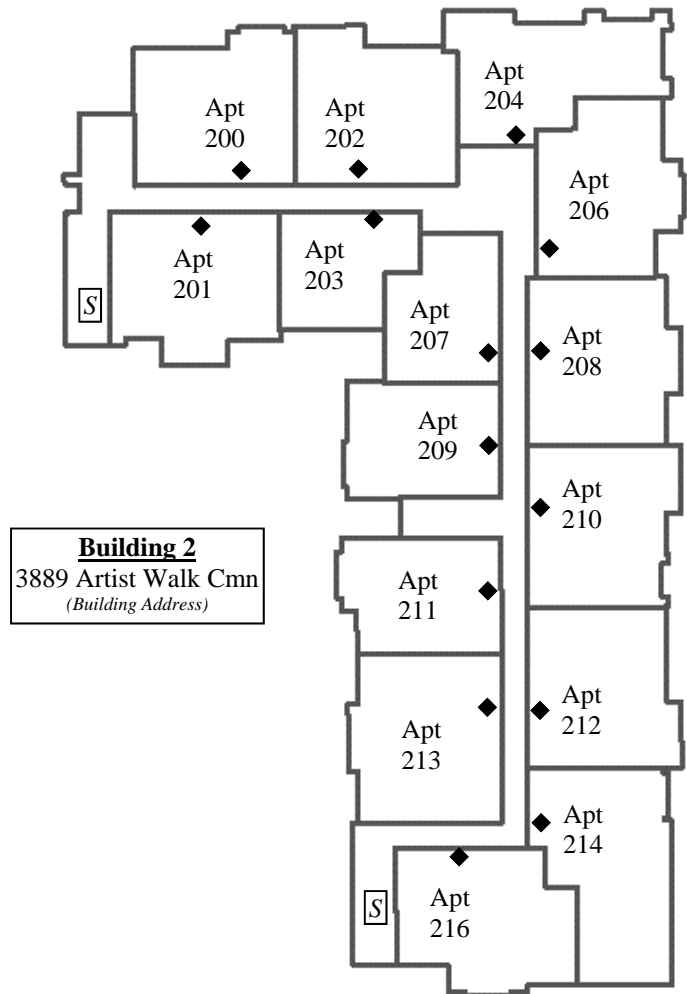 Apt
200
Apt
202
Apt
204
Apt
206
Apt
201
Apt
203
S
Apt
207
Apt
208
Apt
209
Apt
210
Building 2
3889 Artist Walk Cmn
(Building Address)
Apt
211
Apt
212
Apt
213
Apt
214
S
Apt
216